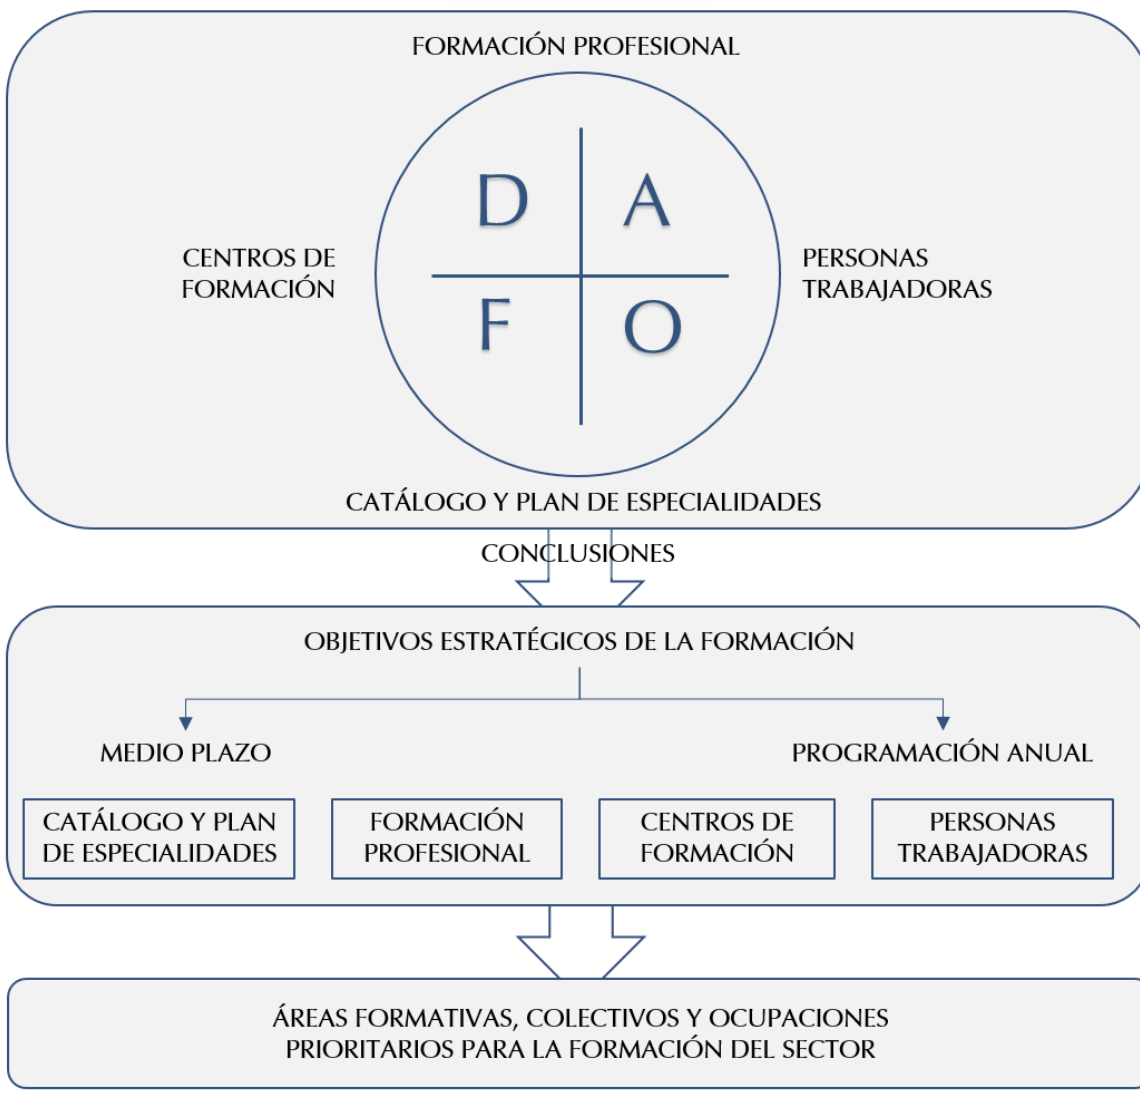 FORMACIÓN PROFESIONAL
D A
CENTROS DE
FORMACIÓN
PERSONAS
TRABAJADORAS
F O
CATÁLOGO Y PLAN DE ESPECIALIDADES
CONCLUSIONES
OBJETIVOS ESTRATÉGICOS DE LA FORMACIÓN
MEDIO PLAZO
PROGRAMACIÓN ANUAL
CATÁLOGO Y PLAN
DE ESPECIALIDADES
FORMACIÓN
PROFESIONAL
CENTROS DE
FORMACIÓN
PERSONAS
TRABAJADORAS
ÁREAS FORMATIVAS, COLECTIVOS Y OCUPACIONES
PRIORITARIOS PARA LA FORMACIÓN DEL SECTOR